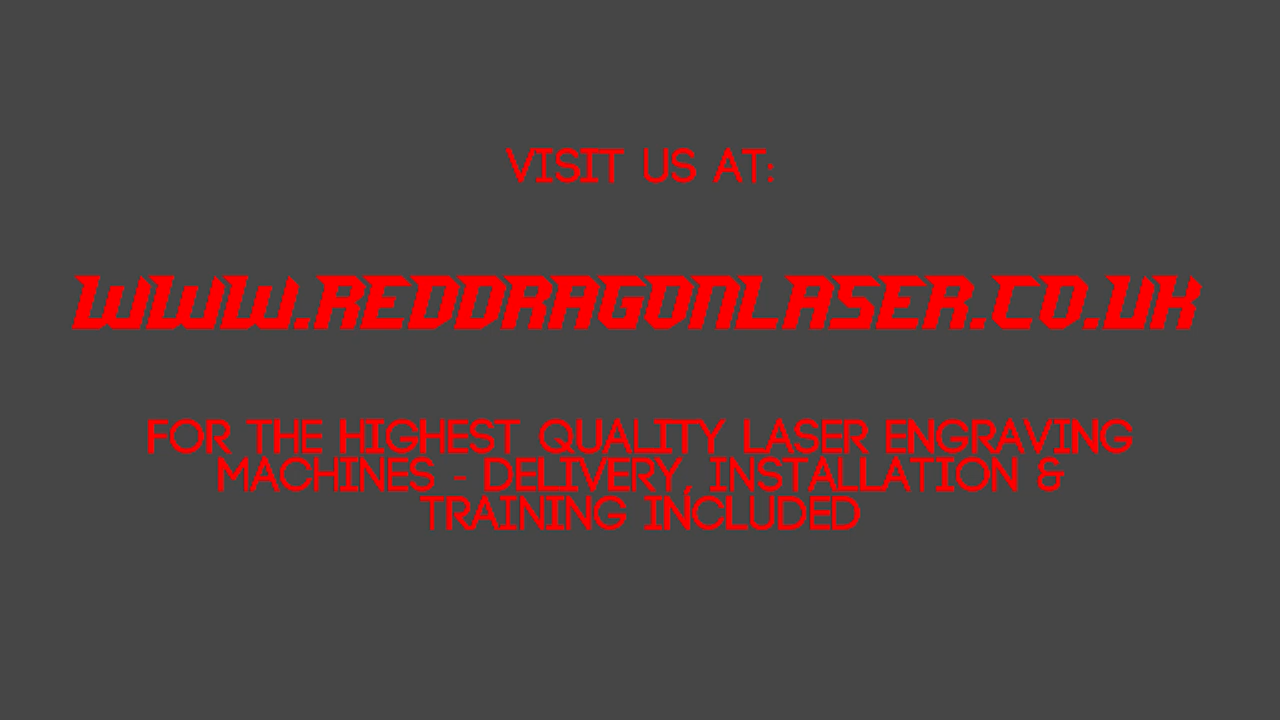 VISIT US AT:
WWW.REDDRAGONLASER.CO.UK
FOR THE HIGHEST QUALITY LASER ENGRAVING
MACHINES - DELIVERY, INSTALLATION &
TRAINING INCLUDED